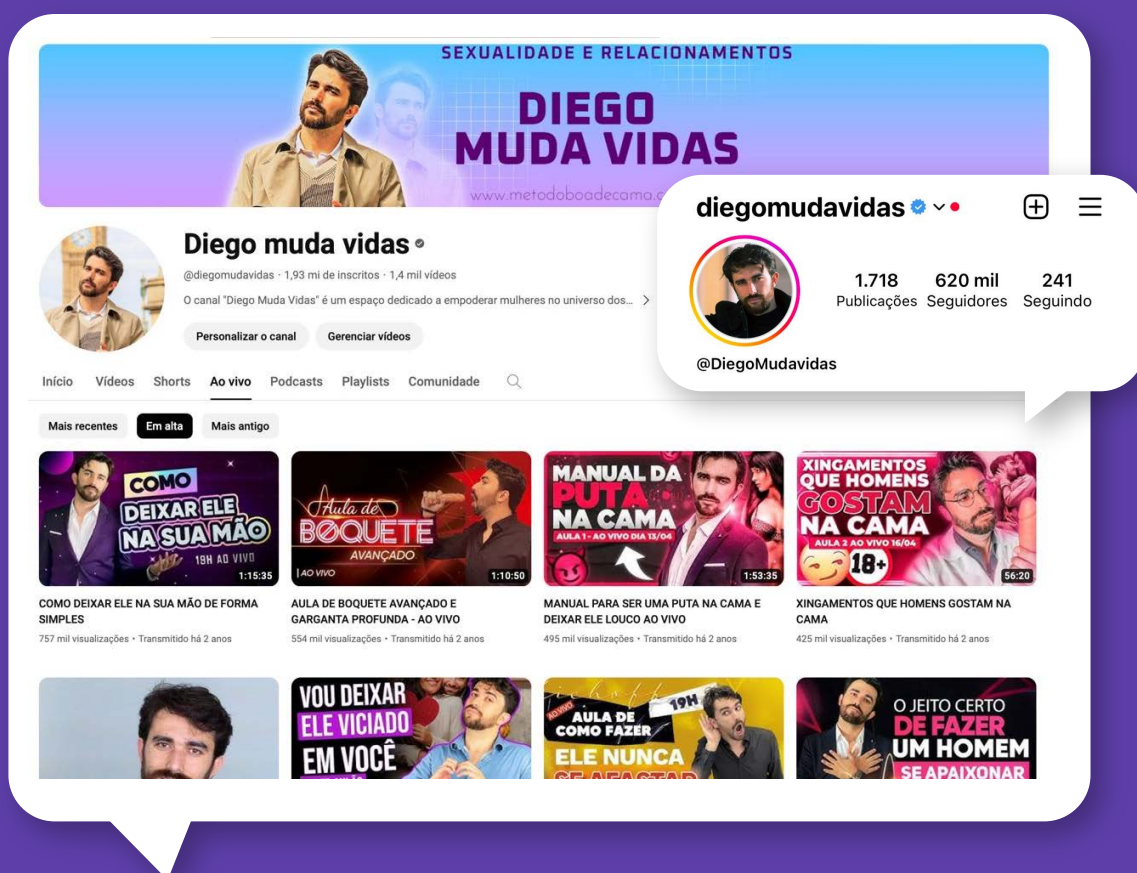 SEXUALIDADE E RELACIONAMENTOS
DIEGO
MUDA VIDAS
www.metodoboadecama.c
Diego muda vidas
@diegomudavidas · 1,93 mi de inscritos · 1,4 mil vídeos
O canal "Diego Muda Vidas" é um espaço dedicado a empoderar mulheres no universo dos...
Personalizar o canal Gerenciar vídeos
diegomudavidas
1.718 620 mil 241
Publicações Seguidores Seguindo
@DiegoMudavidas
Início Vídeos Shorts Ao vivo Podcasts Playlists Comunidade
Mais recentes Em alta Mais antigo
COMO
DEIXAR ELE
NA SUA MÃO
19H AO VIVO
1:15:35
Aula de
BOQUETE
AVANÇADO
AO VIVO
1:10:50
MANUAL DA
PUTA
NA CAMA
AULA 1 - AO VIVO DIA 13/04
1:53:35
XINGAMENTOS
QUE HOMENS
GOSTAM
NA CAMA
AULA 2 AO VIVO 16/04
18+
56:20
COMO DEIXAR ELE NA SUA MÃO DE FORMA
SIMPLES
757 mil visualizações • Transmitido há 2 anos
AULA DE BOQUETE AVANÇADO E
GARGANTA PROFUNDA - AO VIVO
554 mil visualizações • Transmitido há 2 anos
MANUAL PARA SER UMA PUTA NA CAMA E
DEIXAR ELE LOUCO AO VIVO
495 mil visualizações • Transmitido há 2 anos
XINGAMENTOS QUE HOMENS GOSTAM NA
CAMA
425 mil visualizações • Transmitido há 2 anos
VOU DEIXAR
ELE VICIADO
EM VOCÊ
AO VIVO
19H
AULA DE
COMO FAZER
ELE NUNCA
SE AFASTAR
O JEITO CERTO
DE FAZER
UM HOMEM
SE APAIXONAR